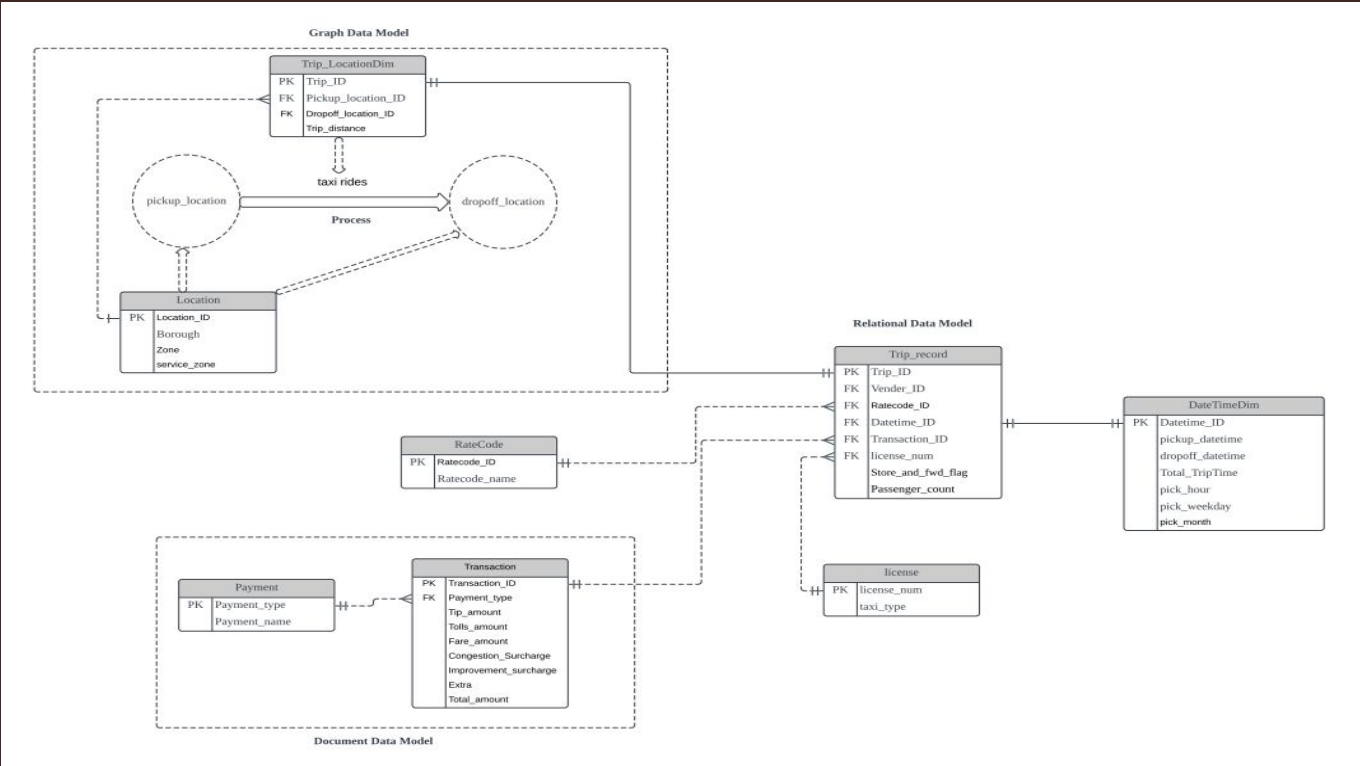 Graph Data Model
Trip_LocationDim
PK Trip_ID
FK Pickup_location_ID
FK Dropoff_location_ID
Trip_distance
taxi rides
pickup_location
dropoff_location
Process
Location
PK Location_ID
Borough
Zone
service_zone
Relational Data Model
Trip_record
PK Trip_ID
FK Vender_ID
FK Ratecode_ID
FK Datetime_ID
FK Transaction_ID
FK license_num
Store_and_fwd_flag
Passenger_count
DateTimeDim
PK Datetime_ID
pickup_datetime
dropoff_datetime
Total_TripTime
pick_hour
pick_weekday
pick_month
RateCode
PK Ratecode_ID
Ratecode_name
license
PK license_num
taxi_type
Payment
PK Payment_type
Payment_name
Transaction
PK Transaction_ID
FK Payment_type
Tip_amount
Tolls_amount
Fare_amount
Congestion_Surcharge
Improvement_surcharge
Extra
Total_amount
Document Data Model